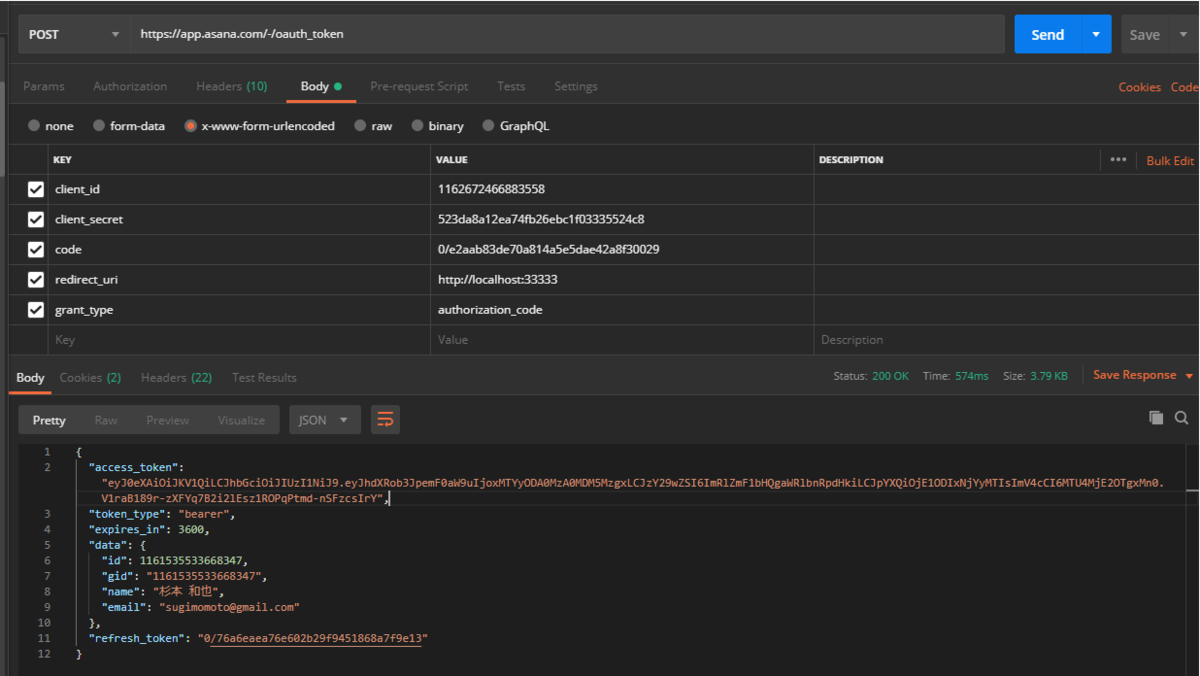 POST
https://app.asana.com/-/oauth_token
Send
Save
Params Authorization Headers (10) Body Pre-request Script Tests Settings Cookies Code
none form-data x-www-form-urlencoded raw binary GraphQL
KEY VALUE DESCRIPTION ••• Bulk Edit
client_id 1162672466883558
client_secret 523da8a12ea74fb26ebc1f03335524c8
code 0/e2aab83de70a814a5e5dae42a8f30029
redirect_uri http://localhost:33333
grant_type authorization_code
Key Value Description
Body Cookies (2) Headers (22) Test Results Status: 200 OK Time: 574ms Size: 3.79 KB Save Response
Pretty Raw Preview Visualize JSON
1 {
2 "access_token":
"eyJ0eXAiOiJKV1QiLCJhbGciOiJIUzI1NiJ9.eyJhdXRob3JpemF0aW9uIjoxMTYyODA0MzA0MDM5MzgxLCJzY29wZSI6ImRlZmF1bHQgaWRlbnRpdHkiLCJpYXQiOjE1ODIxNjYyMTIsImV4cCI6MTU4MjE2OTgxMn0.
V1raB189r-zXFYq7B2i2lEsz1ROPqPtmd-nSFzcsIrY",
3 "token_type": "bearer",
4 "expires_in": 3600,
5 "data": {
6 "id": 1161535533668347,
7 "gid": "1161535533668347",
8 "name": "杉本 和也",
9 "email": "sugimomoto@gmail.com"
10 },
11 "refresh_token": "0/76a6eaea76e602b29f9451868a7f9e13"
12 }